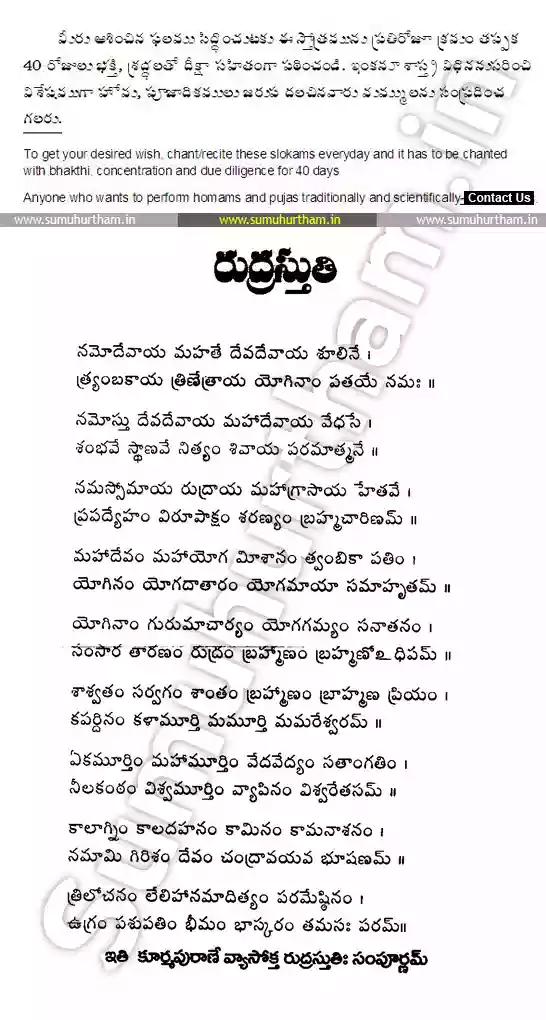 మీరు ఆశించిన ఫలము సిద్ధించుటకు ఈ స్తోత్రమును ప్రతిరోజూ క్రమం తప్పక
40 రోజులు భక్తి, శ్రద్ధలతో దీక్షా సహితంగా పఠించండి. ఇంకనూ శాస్త్ర విధిననుసరించి
విశేషముగా హోమ, పూజాదికములు జరుప దలచినవారు మమ్ములను సంప్రదించ
గలరు.
To get your desired wish, chant/recite these slokams everyday and it has to be chanted
with bhakthi, concentration and due diligence for 40 days
Anyone who wants to perform homams and pujas traditionally and scientifically- Contact Us .
www.sumuhurtham.in www.sumuhurtham.in www.sumuhurtham.in
రుద్రస్తుతి
నమోదేవాయ మహతే దేవదేవాయ శూలినే ।
త్ర్యంబకాయ త్రిణేత్రాయ యోగినాం పతయే నమః ॥
నమోస్తు దేవదేవాయ మహాదేవాయ వేధసే ।
శంభవే స్థాణవే నిత్యం శివాయ పరమాత్మనే ॥
నమస్సోమాయ రుద్రాయ మహాగ్రాసాయ హేతవే ।
ప్రపద్యేహం విరూపాక్షం శరణ్యం బ్రహ్మచారిణమ్ ॥
మహాదేవం మహాయోగ మీశానం త్వంబికా పతిం ।
యోగినం యోగదాతారం యోగమాయా సమాహృతమ్ ॥
యోగినాం గురుమాచార్యం యోగగమ్యం సనాతనం ।
సంసార తారణం రుద్రం బ్రహ్మాణం బ్రహ్మణోఽధిపమ్ ॥
శాశ్వతం సర్వగం శాంతం బ్రహ్మాణం బ్రాహ్మణ ప్రియం ।
కపర్దినం కళామూర్తి మమూర్తి మమరేశ్వరమ్ ॥
ఏకమూర్తిం మహామూర్తిం వేదవేద్యం సతాంగతిం ।
నీలకంఠం విశ్వమూర్తిం వ్యాపినం విశ్వరేతసమ్ ॥
కాలాగ్నిం కాలదహనం కామినం కామనాశనం ।
నమామి గిరిశం దేవం చంద్రావయవ భూషణమ్ ॥
త్రిలోచనం లేలిహానమాదిత్యం పరమేష్ఠినం ।
ఉగ్రం పశుపతిం భీమం భాస్కరం తమసః పరమ్॥
ఇతి కూర్మపురాణే వ్యాసోక్త రుద్రస్తుతిః సంపూర్ణమ్
sumuhurtham.in